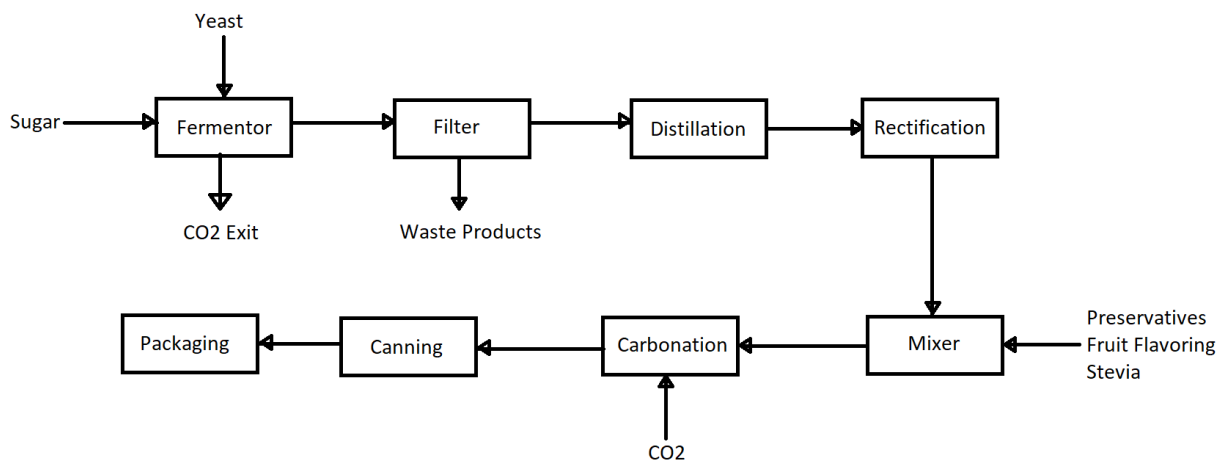 Yeast
Sugar
Fermentor
Filter
Distillation
Rectification
CO2 Exit
Waste Products
Packaging
Canning
Carbonation
Mixer
Preservatives
Fruit Flavoring
Stevia
CO2